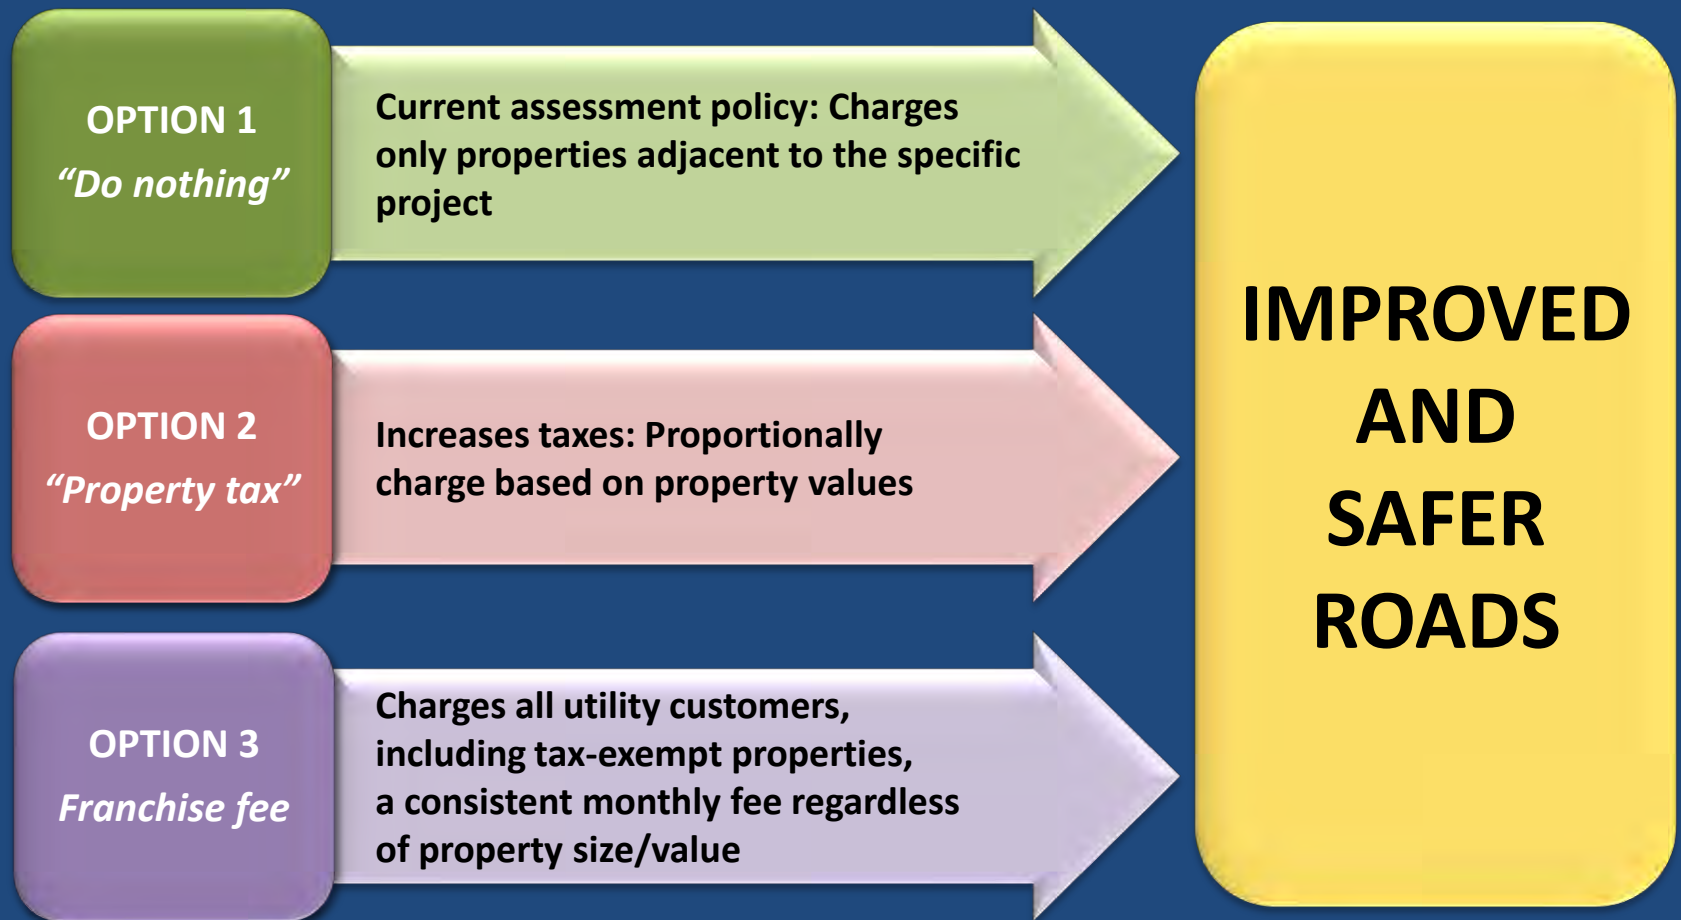 OPTION 1
“Do nothing”
Current assessment policy: Charges
only properties adjacent to the specific
project
OPTION 2
“Property tax”
Increases taxes: Proportionally
charge based on property values
OPTION 3
Franchise fee
Charges all utility customers,
including tax-exempt properties,
a consistent monthly fee regardless
of property size/value
IMPROVED
AND
SAFER
ROADS